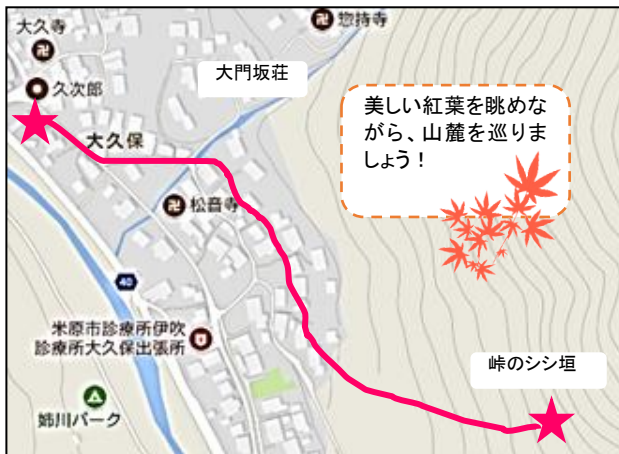 惣持寺
大久寺
大門坂荘
久次郎
美しい紅葉を眺めな
がら、山麓を巡りま
しょう！
大久保
松音寺
40
米原市診療所伊吹
診療所大久保出張所
峠のシシ垣
姉川パーク